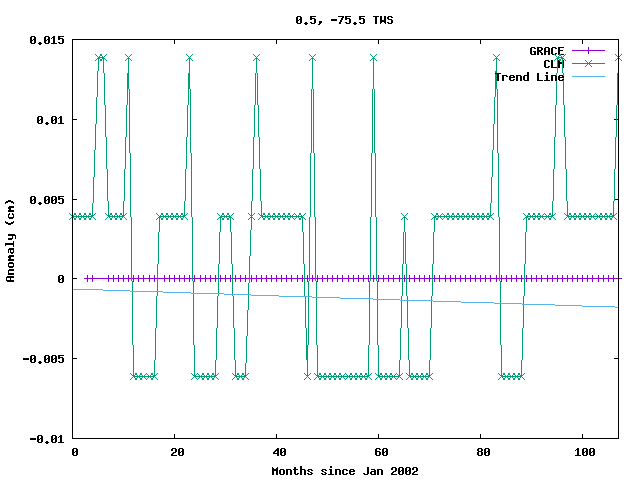 0.5, -75.5 TWS
GRACE
CLM
Trend Line
0.015
0.01
0.005
0
-0.005
-0.01
Anomaly (cm)
0 20 40 60 80 100
Months since Jan 2002